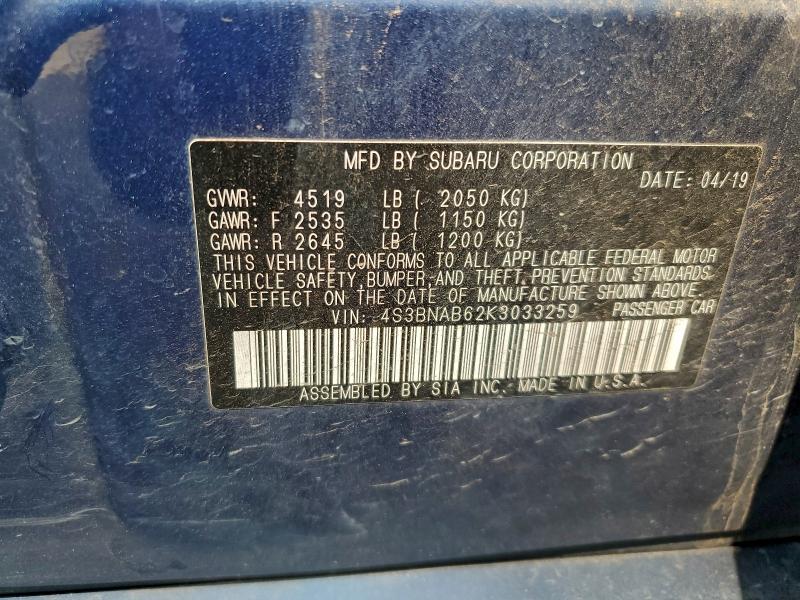 MFD BY SUBARU CORPORATION
DATE: 04/19
GVWR: 4519 LB ( 2050 KG)
GAWR: F 2535 LB ( 1150 KG)
GAWR: R 2645 LB ( 1200 KG)
THIS VEHICLE CONFORMS TO ALL APPLICABLE FEDERAL MOTOR
VEHICLE SAFETY, BUMPER, AND THEFT PREVENTION STANDARDS
IN EFFECT ON THE DATE OF MANUFACTURE SHOWN ABOVE.
VIN: 4S3BNAB62K3033259 PASSENGER CAR
ASSEMBLED BY SIA INC. MADE IN U.S.A.